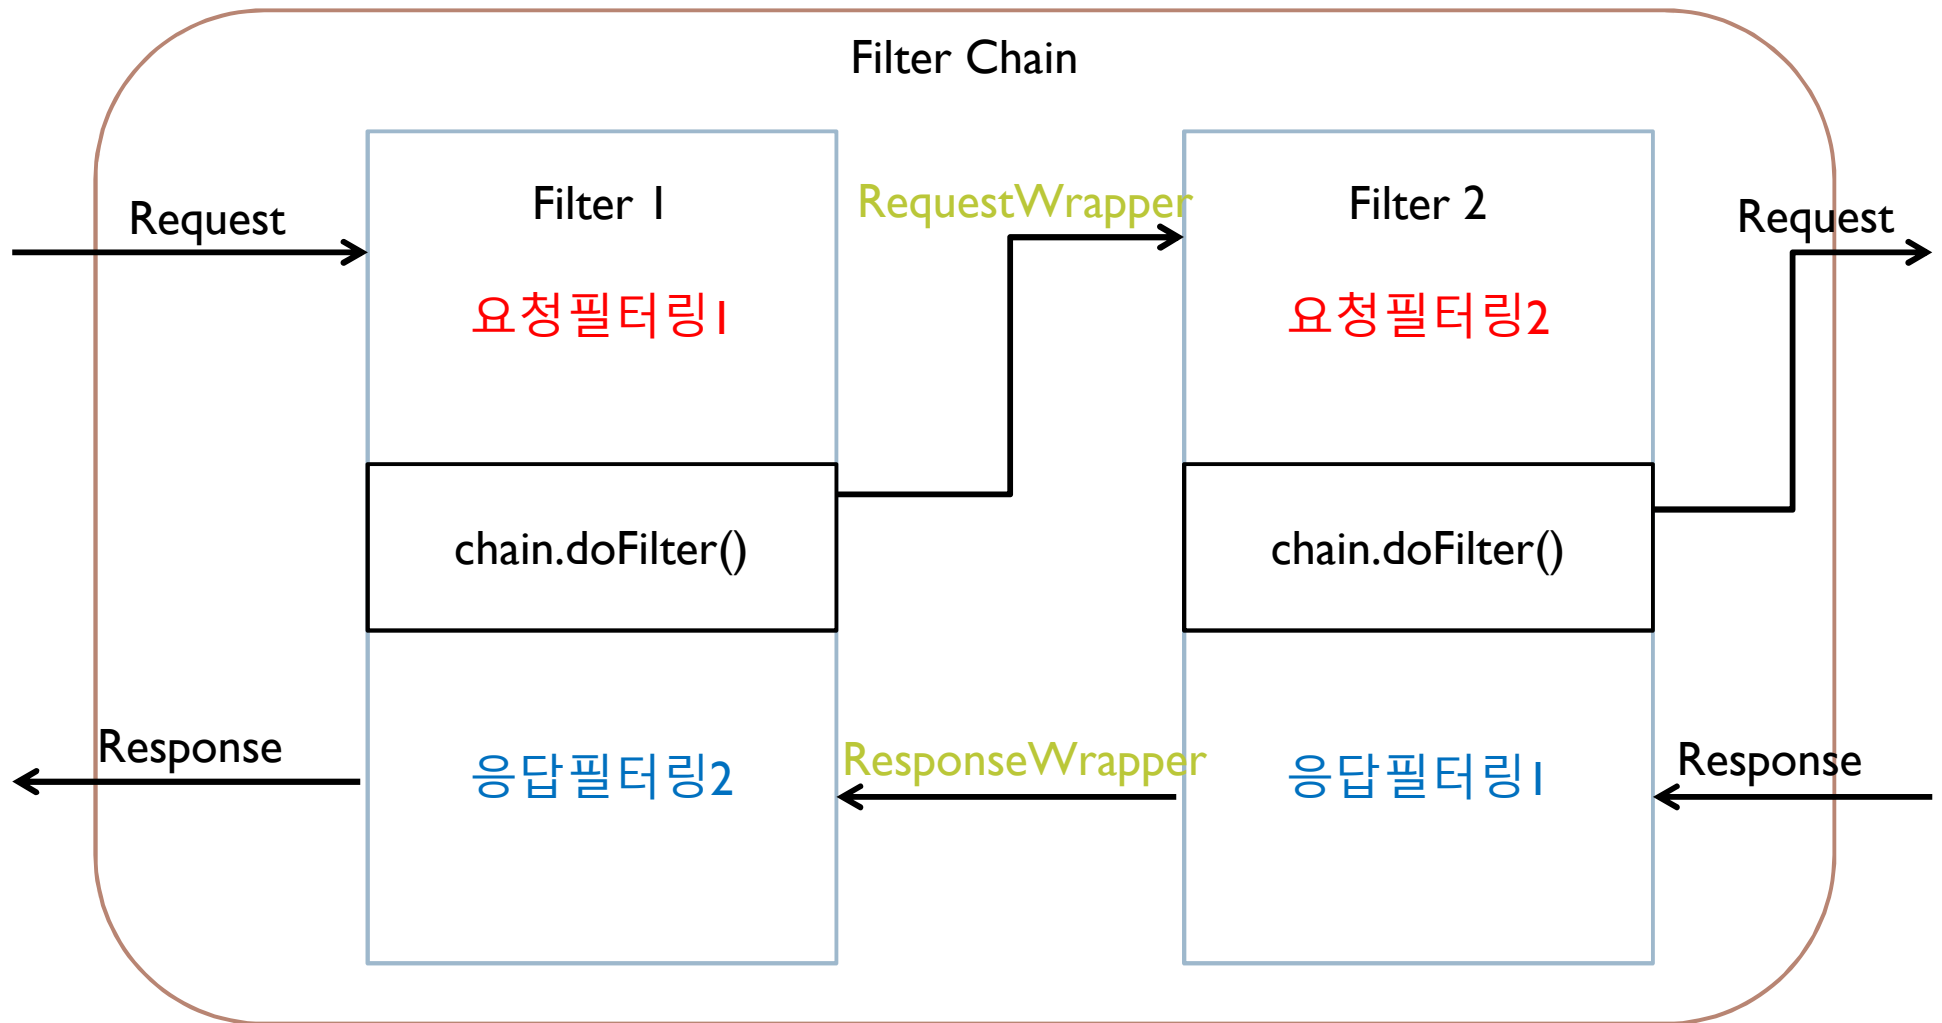 Filter Chain
Request
Filter 1
RequestWrapper
Filter 2
Request
요청필터링1
요청필터링2
chain.doFilter()
chain.doFilter()
Response
응답필터링2
ResponseWrapper
응답필터링1
Response